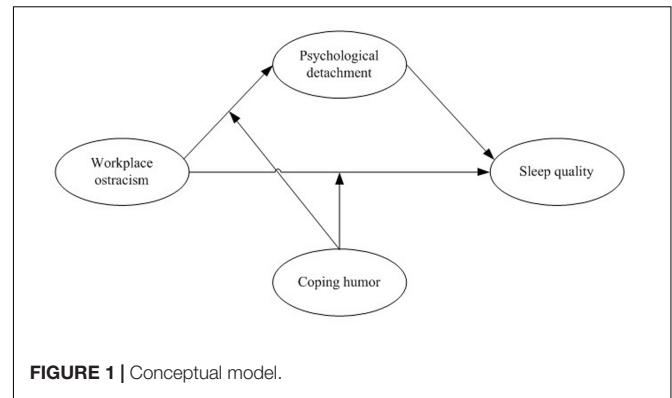 Psychological
detachment
Workplace
ostracism
Sleep quality
Coping humor
FIGURE 1 | Conceptual model.